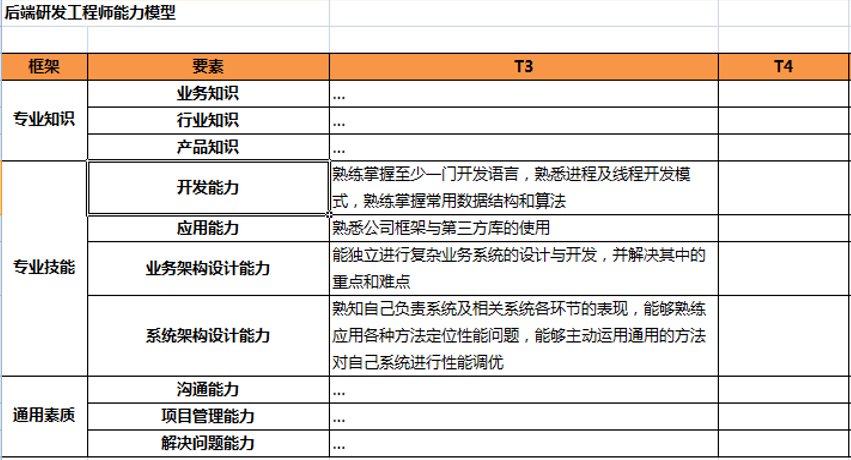 后端研发工程师能力模型
框架 要素 T3 T4
专业知识
业务知识 ...
行业知识 ...
产品知识 ...
专业技能
开发能力
熟练掌握至少一门开发语言，熟悉进程及线程开发模
式，熟练掌握常用数据结构和算法
应用能力 熟悉公司框架与第三方库的使用
业务架构设计能力
能独立进行复杂业务系统的设计与开发，并解决其中的
重点和难点
系统架构设计能力
熟知自己负责系统及相关系统各环节的表现，能够熟练
应用各种方法定位性能问题，能够主动运用通用的方法
对自己系统进行性能调优
通用素质
沟通能力 ...
项目管理能力 ...
解决问题能力 ...